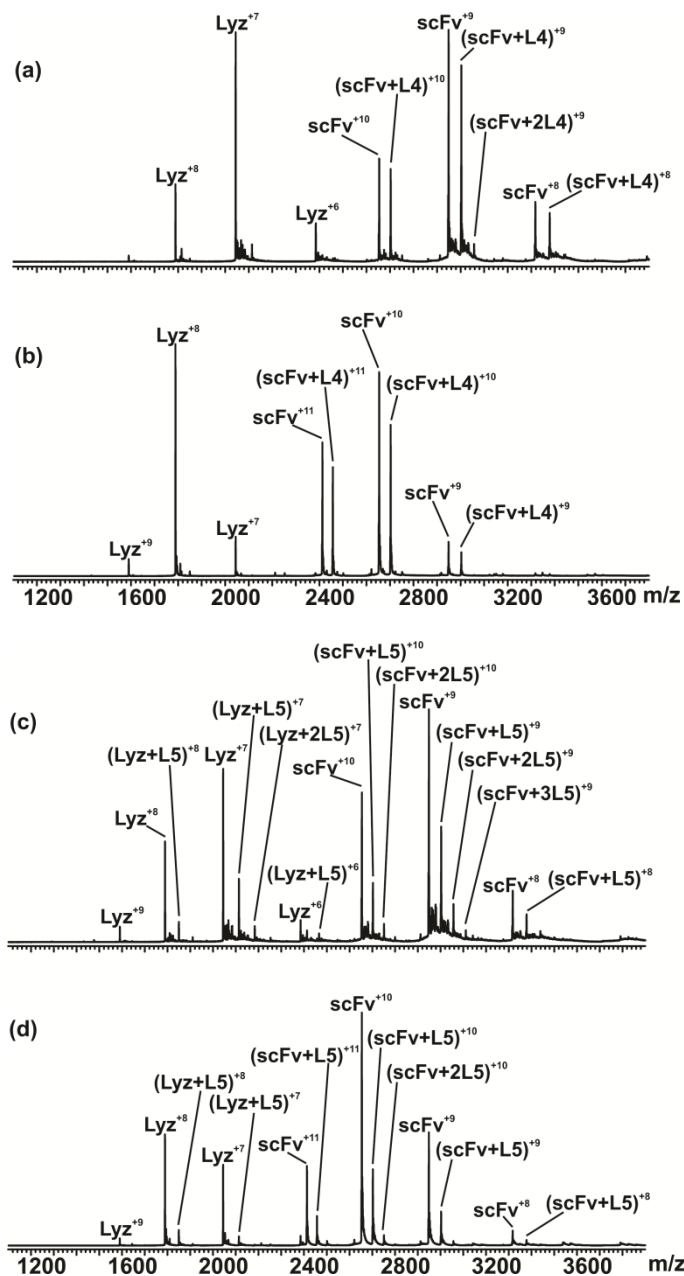 (a)
Lyz+7
scFv+9
(scFv+L4)+9
(scFv+L4)+10
(scFv+2L4)+9
scFv+10
Lyz+8
scFv+8
(scFv+L4)+8
Lyz+6
(b)
Lyz+8
scFv+10
(scFv+L4)+11
(scFv+L4)+10
scFv+11
scFv+9
(scFv+L4)+9
Lyz+7
Lyz+9
1200 1600 2000 2400 2800 3200 3600 m/z
(c)
(scFv+L5)+10
(scFv+2L5)+10
(Lyz+L5)+7
scFv+9
(Lyz+2L5)+7
(scFv+L5)+9
(Lyz+L5)+8
Lyz+7
scFv+10
(scFv+2L5)+9
(scFv+3L5)+9
Lyz+8
(Lyz+L5)+6
scFv+8
(scFv+L5)+8
Lyz+9
Lyz+6
(d)
scFv+10
(scFv+L5)+10
(scFv+L5)+11
(scFv+2L5)+10
(Lyz+L5)+8
(Lyz+L5)+7
Lyz+8
scFv+9
scFv+11
(scFv+L5)+9
Lyz+7
scFv+8
(scFv+L5)+8
Lyz+9
1200 1600 2000 2400 2800 3200 3600 m/z